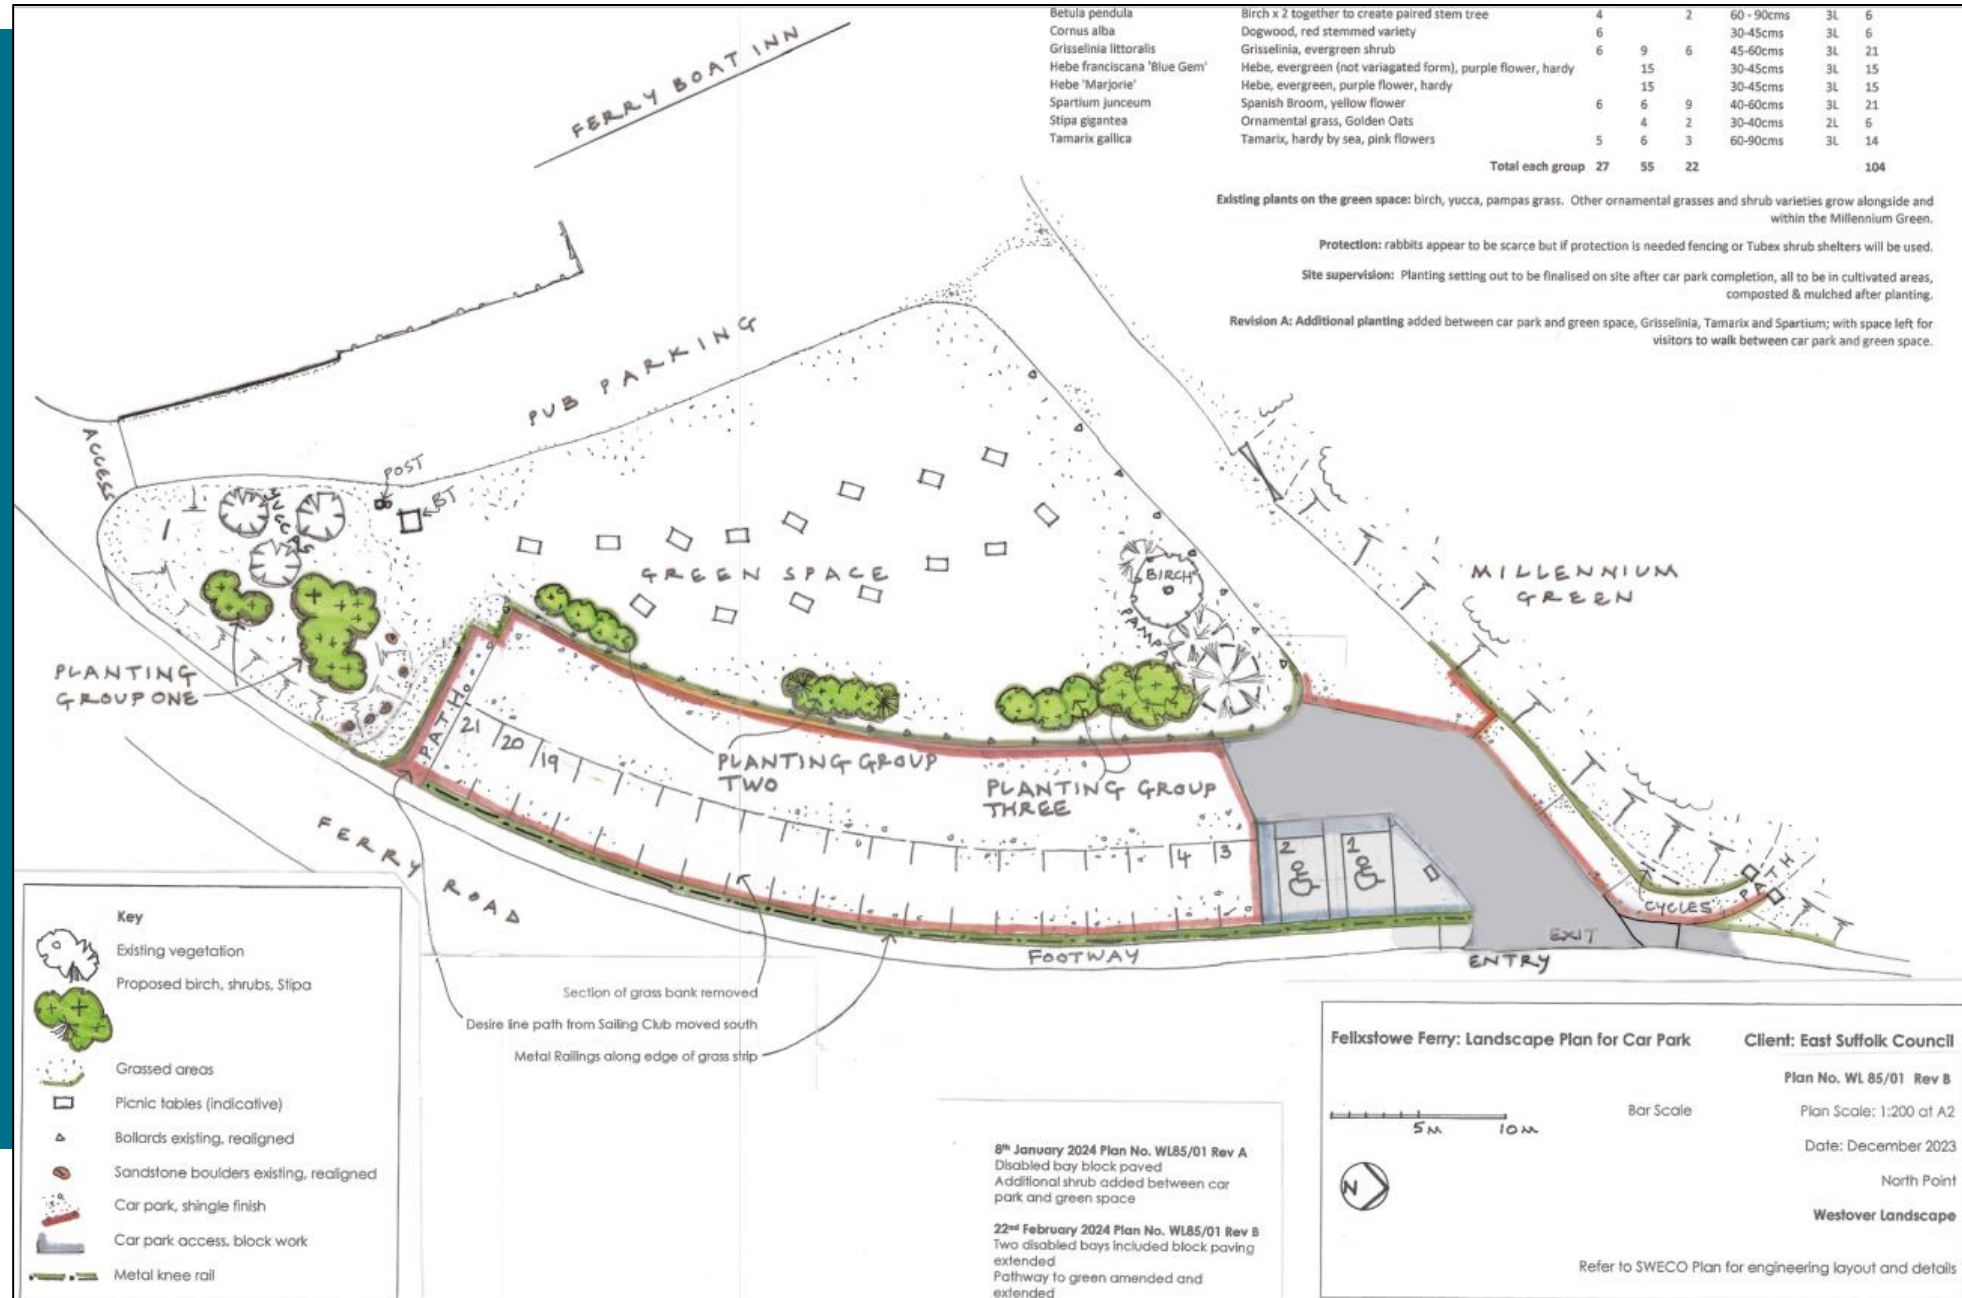 Betula pendula Birch x 2 together to create paired stem tree 4 2 60 - 90cms 3L 6
Cornus alba Dogwood, red stemmed variety 6 30-45cms 3L 6
Grisselinia littoralis Grisselinia, evergreen shrub 6 9 6 45-60cms 3L 21
Hebe franciscana 'Blue Gem' Hebe, evergreen (not variagated form), purple flower, hardy 15 30-45cms 3L 15
Hebe 'Marjorie' Hebe, evergreen, purple flower, hardy 15 30-45cms 3L 15
Spartium junceum Spanish Broom, yellow flower 6 6 9 40-60cms 3L 21
Stipa gigantea Ornamental grass, Golden Oats 4 2 30-40cms 2L 6
Tamarix gallica Tamarix, hardy by sea, pink flowers 5 6 3 60-90cms 3L 14
Total each group 27 55 22 104
Existing plants on the green space: birch, yucca, pampas grass. Other ornamental grasses and shrub varieties grow alongside and
within the Millennium Green.
Protection: rabbits appear to be scarce but if protection is needed fencing or Tubex shrub shelters will be used.
Site supervision: Planting setting out to be finalised on site after car park completion, all to be in cultivated areas,
composted & mulched after planting.
Revision A: Additional planting added between car park and green space, Grisselinia, Tamarix and Spartium; with space left for
visitors to walk between car park and green space.
FERRY BOAT INN
PUB PARKING
ACCESS
POST
BT
YUCCAS
GREEN SPACE
BIRCH
PAMPAS
MILLENNIUM
GREEN
PLANTING
GROUP ONE
PATH
21 20 19
PLANTING GROUP
TWO
PLANTING GROUP
THREE
4 3 2 1
FERRY ROAD
PATH
CYCLES
EXIT
ENTRY
FOOTWAY
Section of grass bank removed
Desire line path from Sailing Club moved south
Metal Railings along edge of grass strip
Key
Existing vegetation
Proposed birch, shrubs, Stipa
Grassed areas
Picnic tables (indicative)
Bollards existing, realigned
Sandstone boulders existing, realigned
Car park, shingle finish
Car park access, block work
Metal knee rail
8th January 2024 Plan No. WL85/01 Rev A
Disabled bay block paved
Additional shrub added between car
park and green space
22nd February 2024 Plan No. WL85/01 Rev B
Two disabled bays included block paving
extended
Pathway to green amended and
extended
Felixstowe Ferry: Landscape Plan for Car Park Client: East Suffolk Council
Plan No. WL 85/01 Rev B
Bar Scale Plan Scale: 1:200 at A2
5M 10M
Date: December 2023
N North Point
Westover Landscape
Refer to SWECO Plan for engineering layout and details